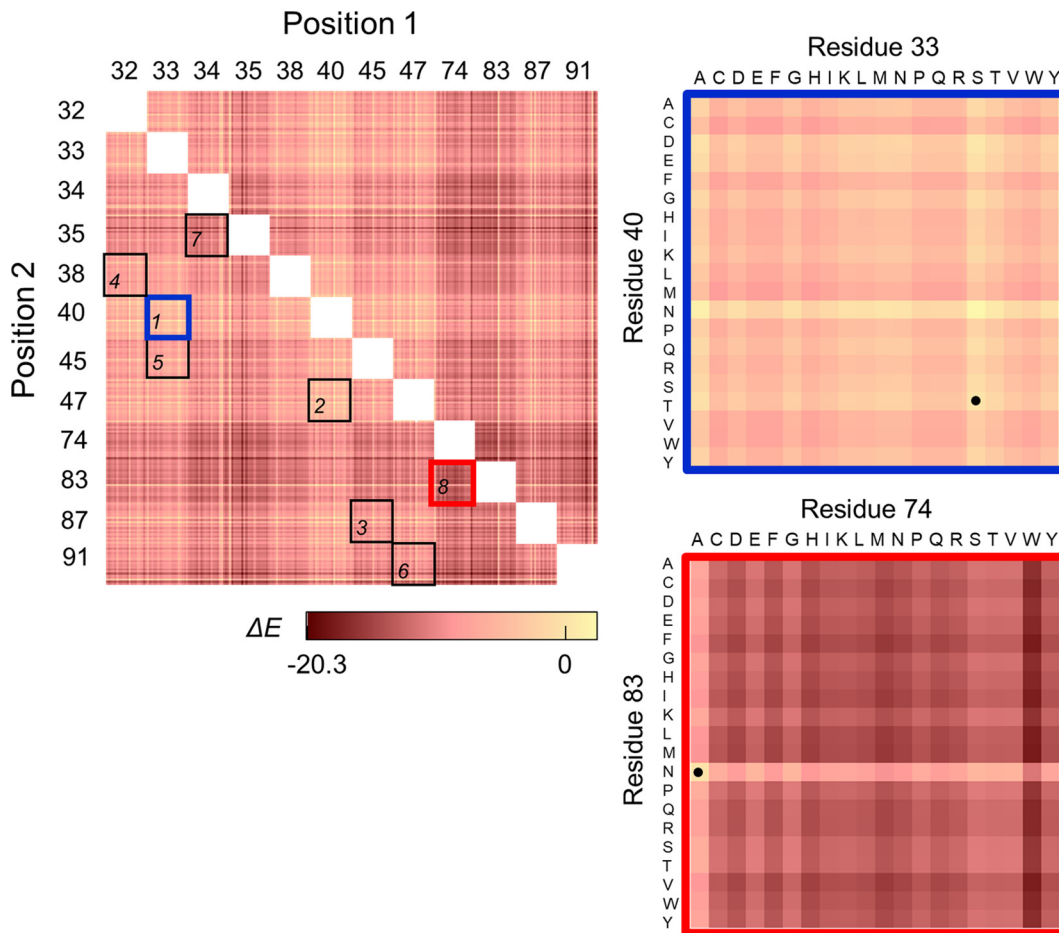 Position 1
32 33 34 35 38 40 45 47 74 83 87 91
Position 2
32
33
34
35
38
40
45
47
74
83
87
91
7
4
1
5
2
8
3
6
ΔE
-20.3 0
Residue 33
A C D E F G H I K L M N P Q R S T V W Y
Residue 40
A
C
D
E
F
G
H
I
K
L
M
N
P
Q
R
S
T
V
W
Y
Residue 74
A C D E F G H I K L M N P Q R S T V W Y
Residue 83
A
C
D
E
F
G
H
I
K
L
M
N
P
Q
R
S
T
V
W
Y